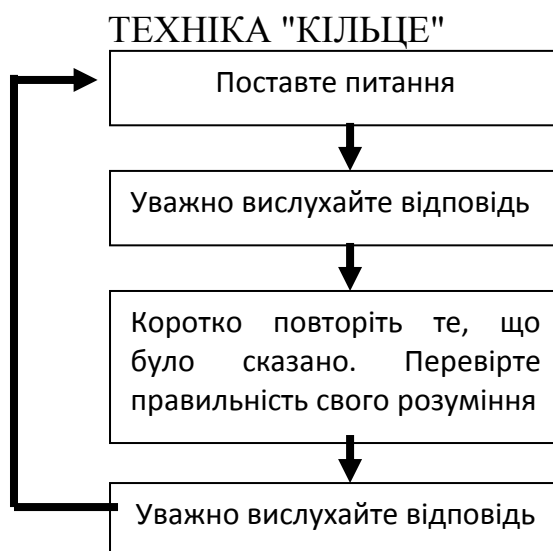 ТЕХНІКА "КІЛЬЦЕ"
Поставте питання
Уважно вислухайте відповідь
Коротко повторіть те, що
було сказано. Перевірте
правильність свого розуміння
Уважно вислухайте відповідь